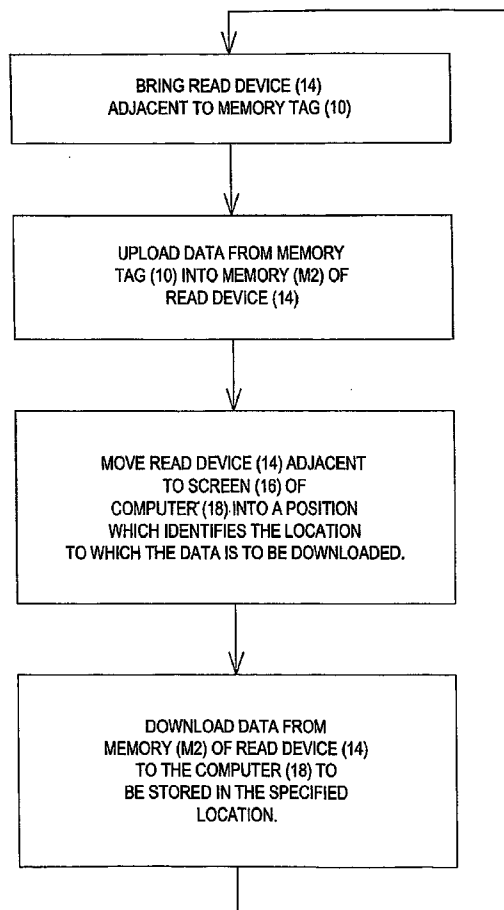 BRING READ DEVICE (14)
ADJACENT TO MEMORY TAG (10)
UPLOAD DATA FROM MEMORY
TAG (10) INTO MEMORY (M2) OF
READ DEVICE (14)
MOVE READ DEVICE (14) ADJACENT
TO SCREEN (16) OF
COMPUTER (18) INTO A POSITION
WHICH IDENTIFIES THE LOCATION
TO WHICH THE DATA IS TO BE DOWNLOADED.
DOWNLOAD DATA FROM
MEMORY (M2) OF READ DEVICE (14)
TO THE COMPUTER (18) TO
BE STORED IN THE SPECIFIED
LOCATION.